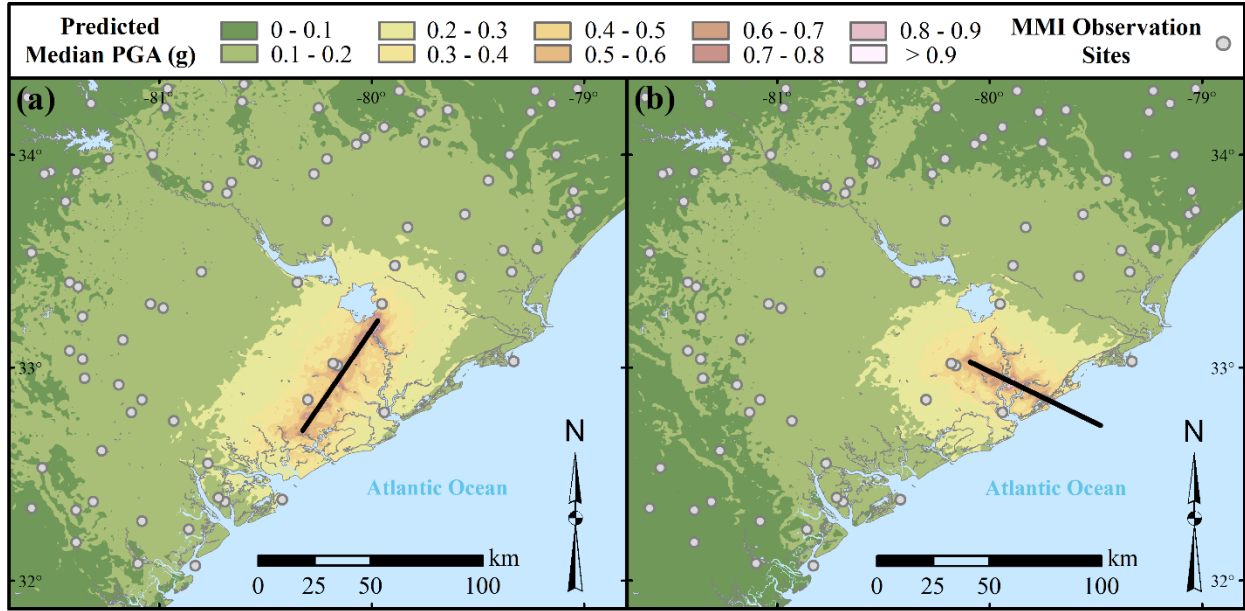 Predicted
Median PGA (g)
0 - 0.1
0.1 - 0.2
0.2 - 0.3
0.3 - 0.4
0.4 - 0.5
0.5 - 0.6
0.6 - 0.7
0.7 - 0.8
0.8 - 0.9
> 0.9
MMI Observation
Sites
(a)
-81
-80
-79
34°
33°
32°
Atlantic Ocean
N
km
0 25 50 100
(b)
-81
-80
-79
34°
33°
32°
Atlantic Ocean
N
km
0 25 50 100